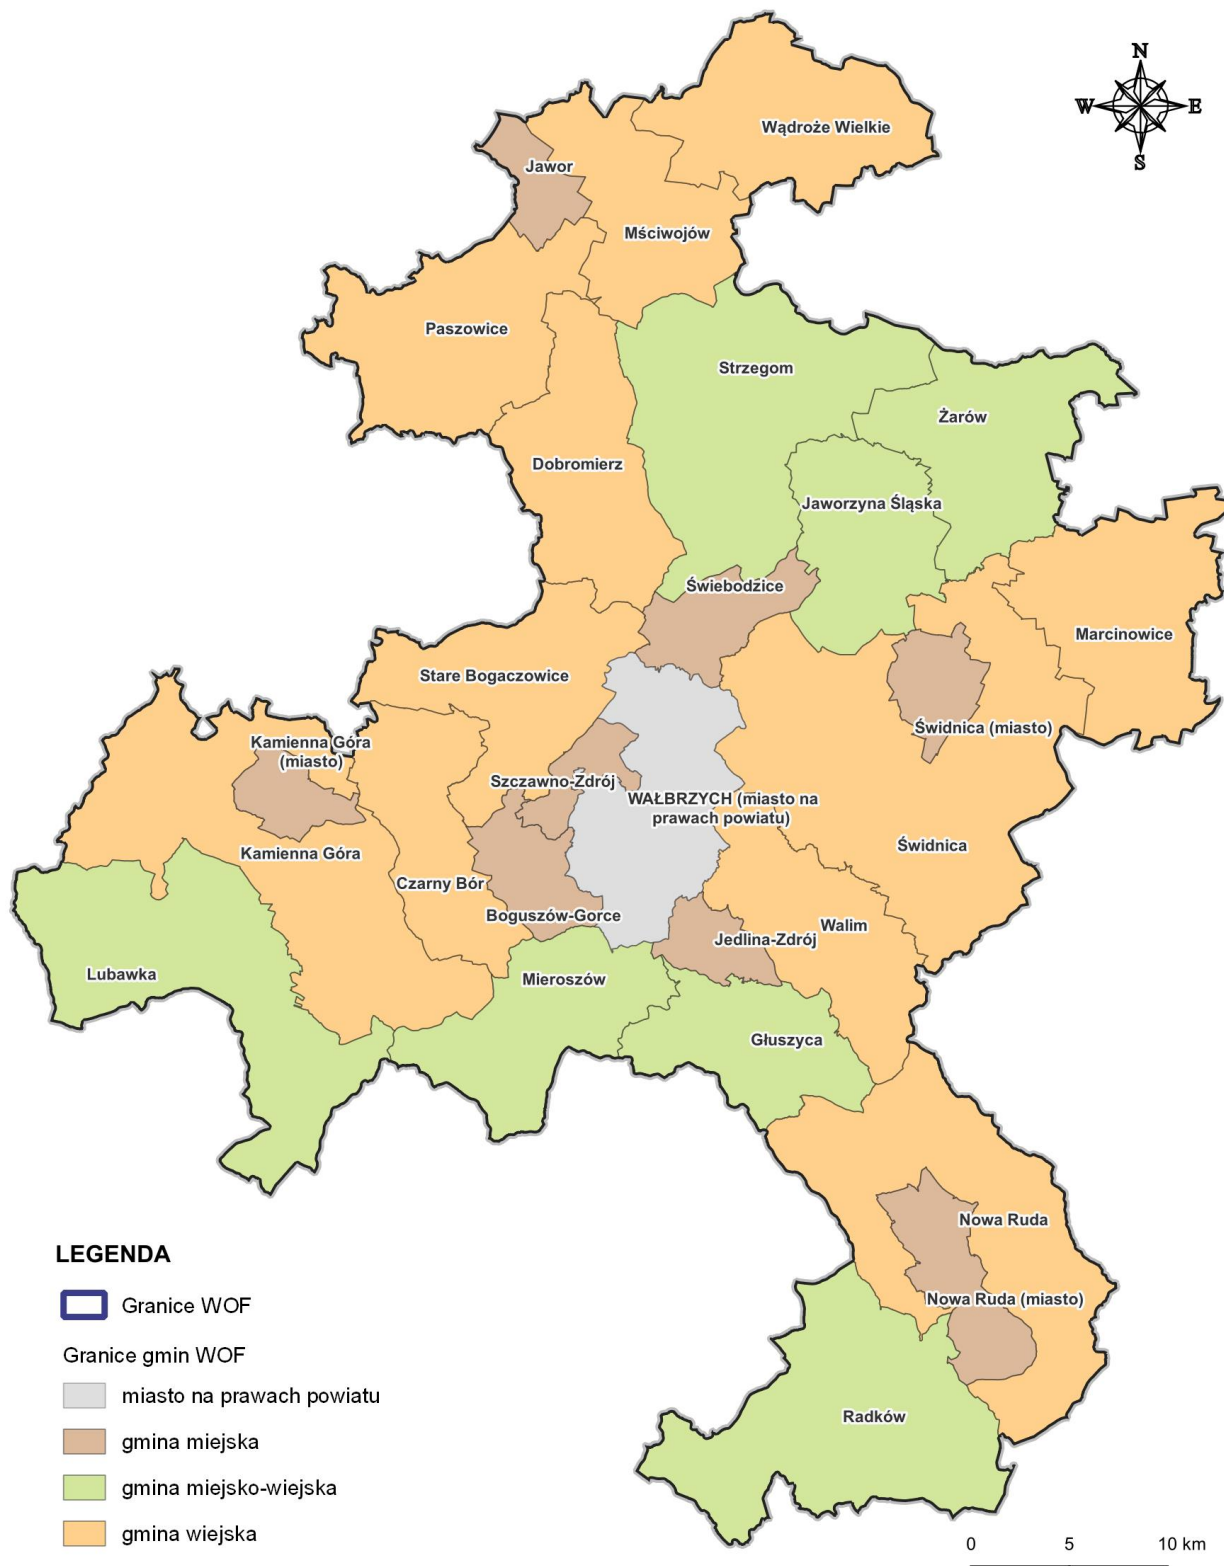 N
W E
S
Wądroże Wielkie
Jawor
Mściwojów
Paszowice
Strzegom
Żarów
Dobromierz
Jaworzyna Śląska
Świebodzice
Marcinowice
Stare Bogaczowice
Świdnica (miasto)
Kamienna Góra
(miasto)
Szczawno-Zdrój
WAŁBRZYCH (miasto na
prawach powiatu)
Kamienna Góra
Świdnica
Czarny Bór
Boguszów-Gorce
Walim
Jedlina-Zdrój
Lubawka
Mieroszów
Głuszyca
Nowa Ruda
Nowa Ruda (miasto)
Radków
LEGENDA
Granice WOF
Granice gmin WOF
miasto na prawach powiatu
gmina miejska
gmina miejsko-wiejska
gmina wiejska
0 5 10 km